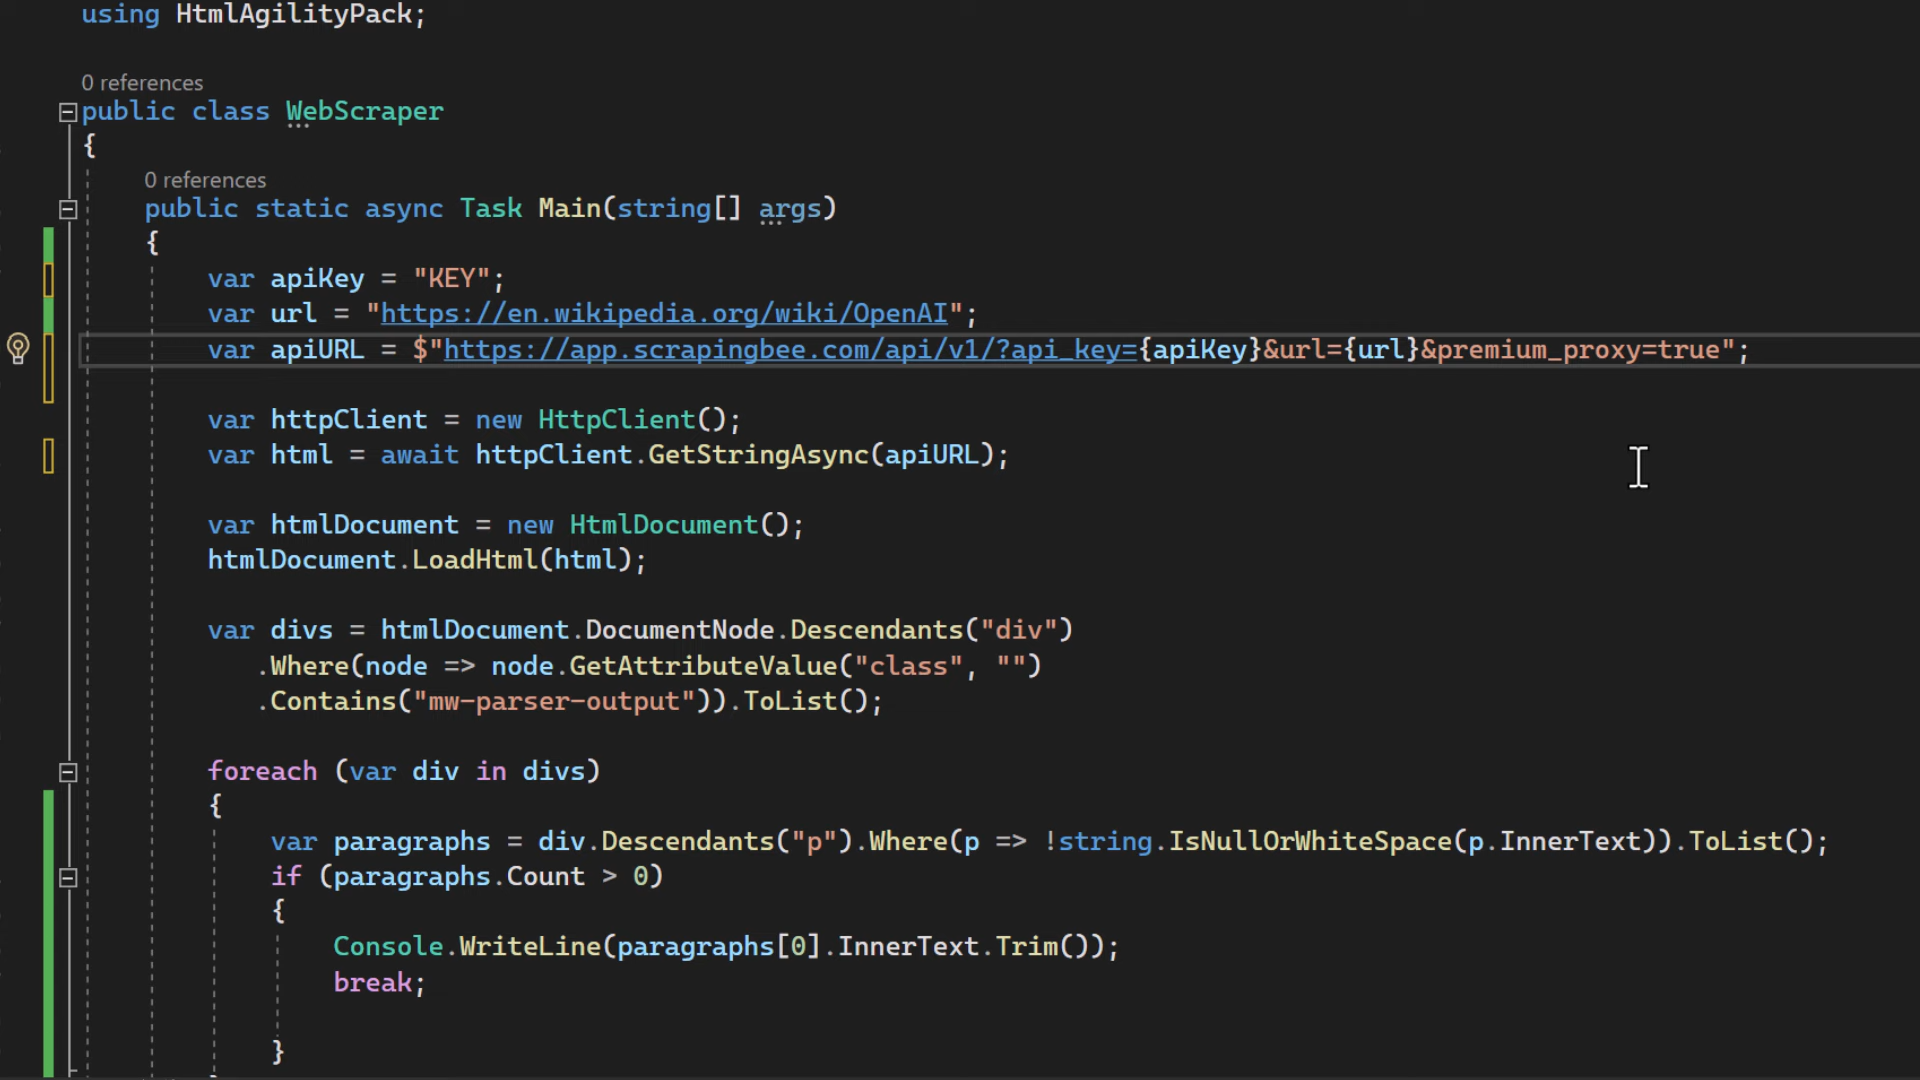 using HtmlAgilityPack;
0 references
public class WebScraper
{
0 references
public static async Task Main(string[] args)
{
var apiKey = "KEY";
var url = "https://en.wikipedia.org/wiki/OpenAI";
var apiURL = $"https://app.scrapingbee.com/api/v1/?api_key={apiKey}&url={url}&premium_proxy=true";
var httpClient = new HttpClient();
var html = await httpClient.GetStringAsync(apiURL);
var htmlDocument = new HtmlDocument();
htmlDocument.LoadHtml(html);
var divs = htmlDocument.DocumentNode.Descendants("div")
.Where(node => node.GetAttributeValue("class", "")
.Contains("mw-parser-output")).ToList();
foreach (var div in divs)
{
var paragraphs = div.Descendants("p").Where(p => !string.IsNullOrWhiteSpace(p.InnerText)).ToList();
if (paragraphs.Count > 0)
{
Console.WriteLine(paragraphs[0].InnerText.Trim());
break;
}